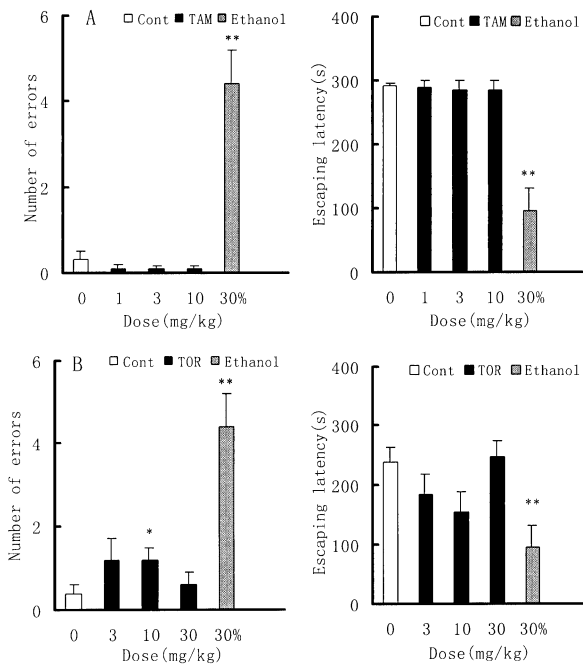 A
Cont TAM Ethanol
6
4
2
0
**
Number of errors
0 1 3 10 30%
Dose(mg/kg)
Cont TAM Ethanol
400
300
200
100
0
**
Escaping latency(s)
0 1 3 10 30%
Dose(mg/kg)
B
Cont TOR Ethanol
6
4
2
0
*
**
Number of errors
0 3 10 30 30%
Dose(mg/kg)
Cont TOR Ethanol
400
300
200
100
0
**
Escaping latency(s)
0 3 10 30 30%
Dose(mg/kg)